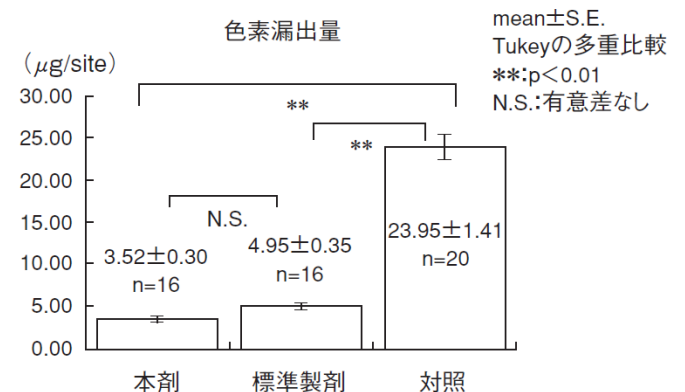 色素漏出量
mean±S.E.
Tukeyの多重比較
**:p<0.01
N.S.:有意差なし
(μg/site)
30.00
25.00
20.00
15.00
10.00
5.00
0.00
**
**
N.S.
3.52±0.30
n=16
4.95±0.35
n=16
23.95±1.41
n=20
本剤
標準製剤
対照